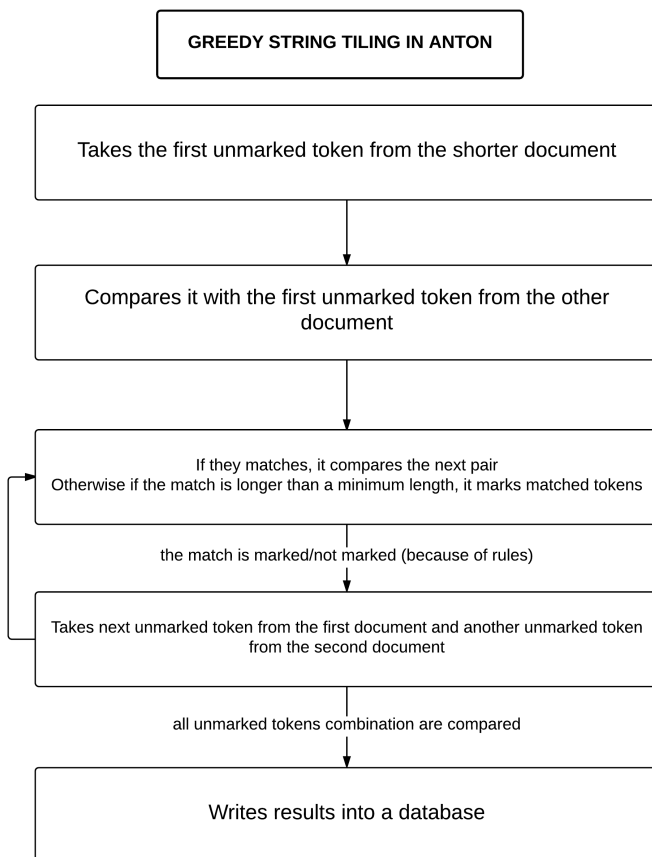 GREEDY STRING TILING IN ANTON
Takes the first unmarked token from the shorter document
Compares it with the first unmarked token from the other
document
If they matches, it compares the next pair
Otherwise if the match is longer than a minimum length, it marks matched tokens
the match is marked/not marked (because of rules)
Takes next unmarked token from the first document and another unmarked token
from the second document
all unmarked tokens combination are compared
Writes results into a database